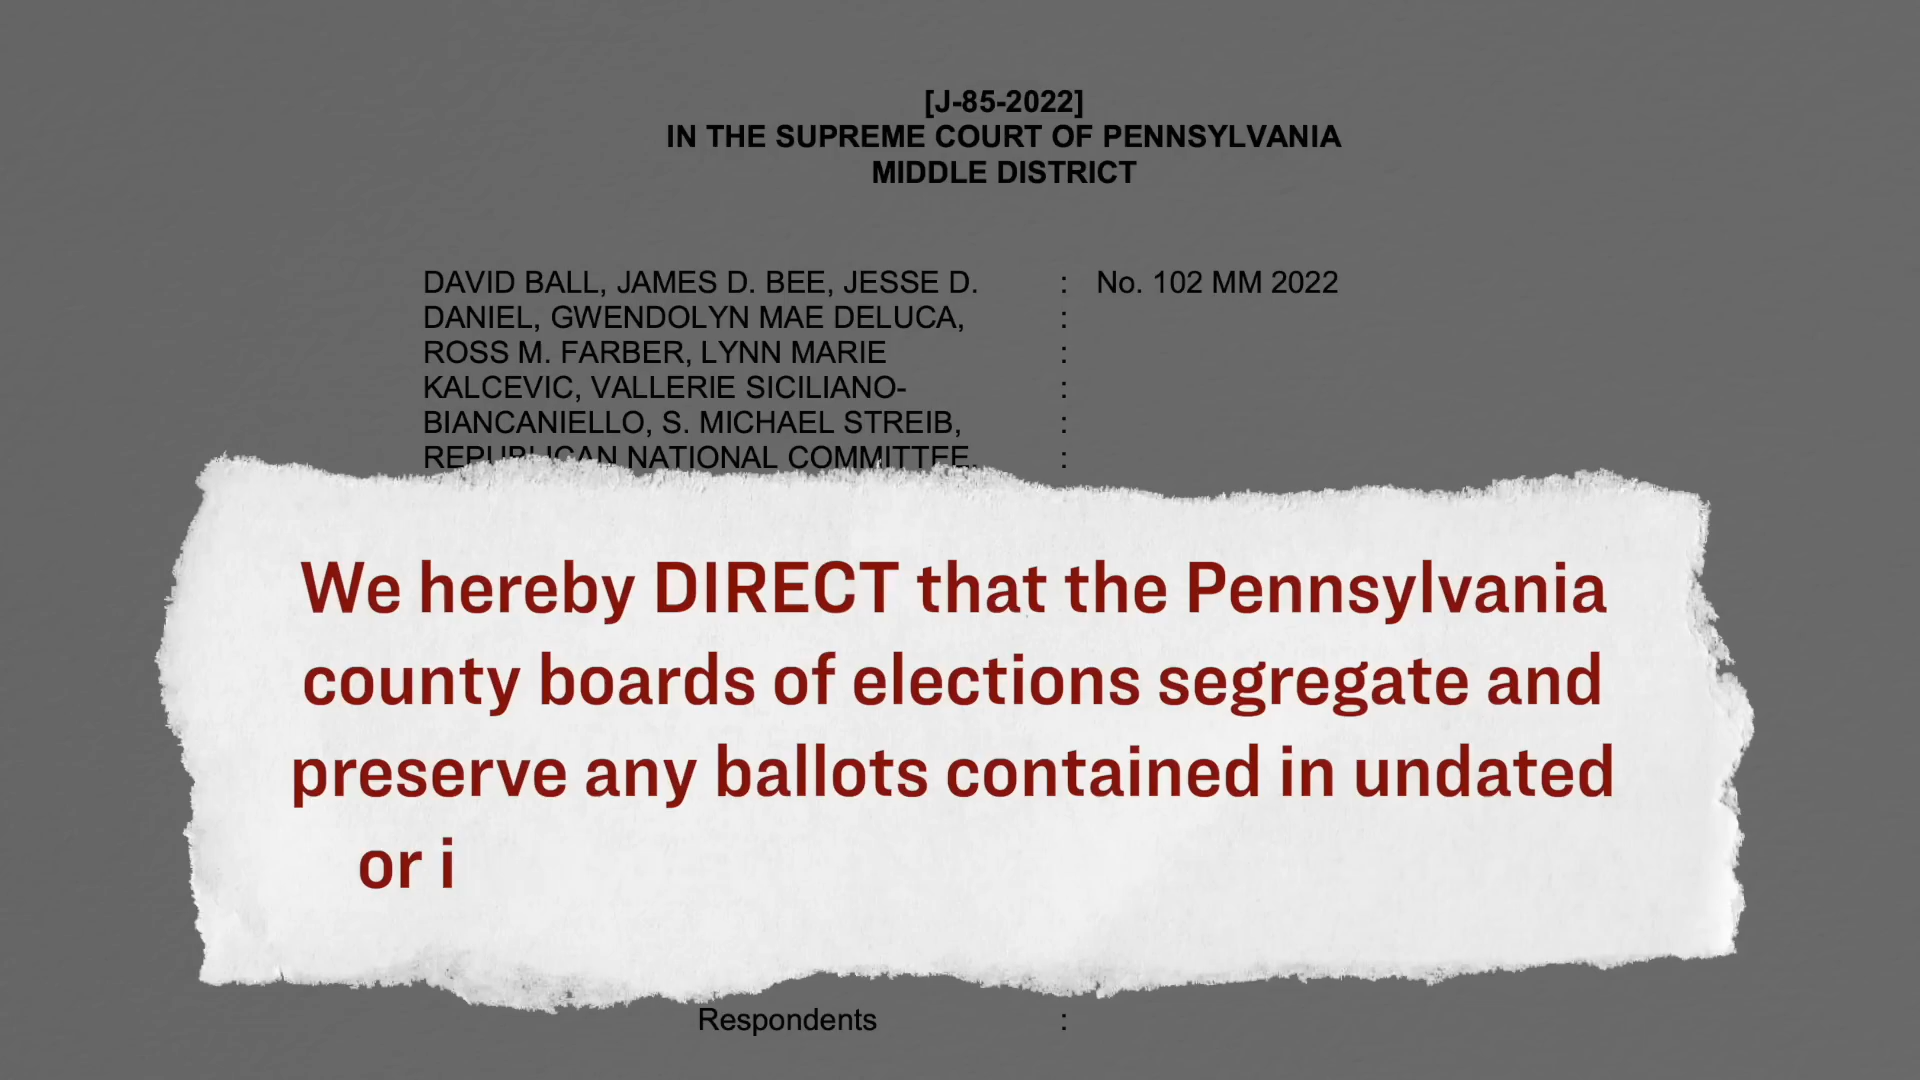 [J-85-2022]
IN THE SUPREME COURT OF PENNSYLVANIA
MIDDLE DISTRICT
DAVID BALL, JAMES D. BEE, JESSE D. : No. 102 MM 2022
DANIEL, GWENDOLYN MAE DELUCA, :
ROSS M. FARBER, LYNN MARIE :
KALCEVIC, VALLERIE SICILIANO- :
BIANCANIELLO, S. MICHAEL STREIB, :
REPUBLICAN NATIONAL COMMITTEE, :
We hereby DIRECT that the Pennsylvania
county boards of elections segregate and
preserve any ballots contained in undated
or i
Respondents :